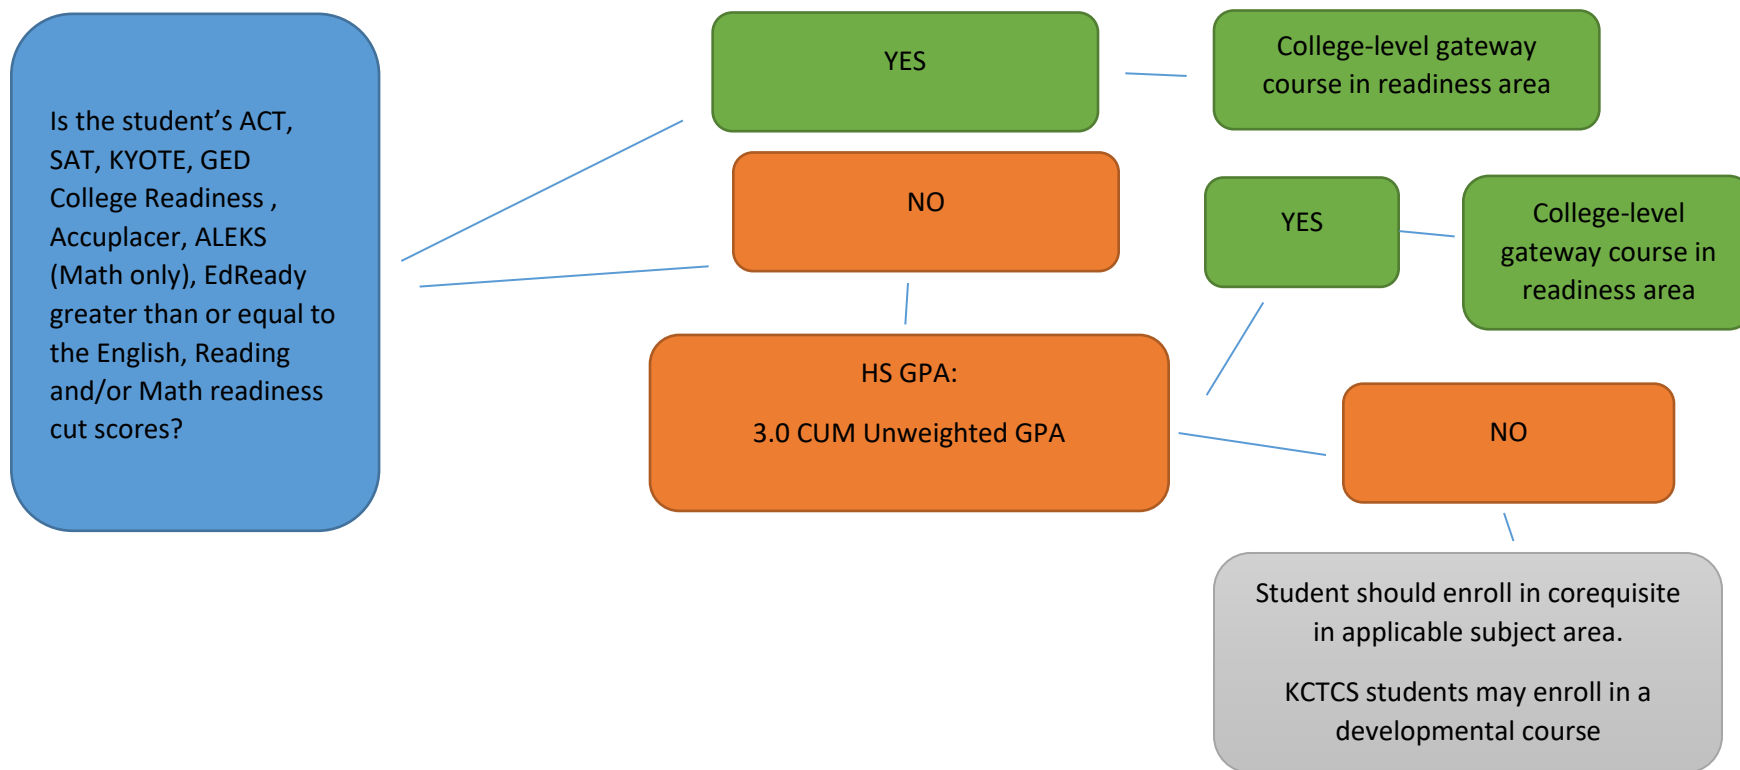 Is the student’s ACT,
SAT, KYOTE, GED
College Readiness ,
Accuplacer, ALEKS
(Math only), EdReady
greater than or equal to
the English, Reading
and/or Math readiness
cut scores?
YES
College-level gateway
course in readiness area
NO
HS GPA:
3.0 CUM Unweighted GPA
YES
College-level
gateway course in
readiness area
NO
Student should enroll in corequisite
in applicable subject area.
KCTCS students may enroll in a
developmental course